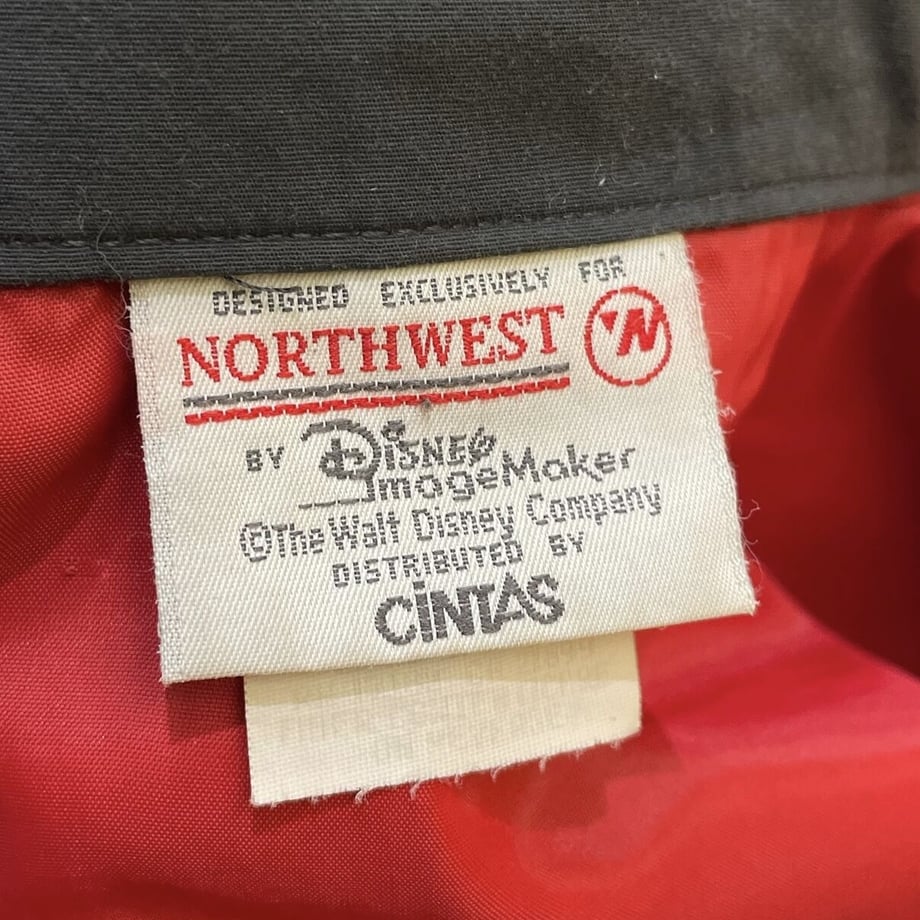 DESIGNED EXCLUSIVELY FOR
NORTHWEST N
BY Disney
ImageMaker
©The Walt Disney Company
DISTRIBUTED BY
CiNTAS